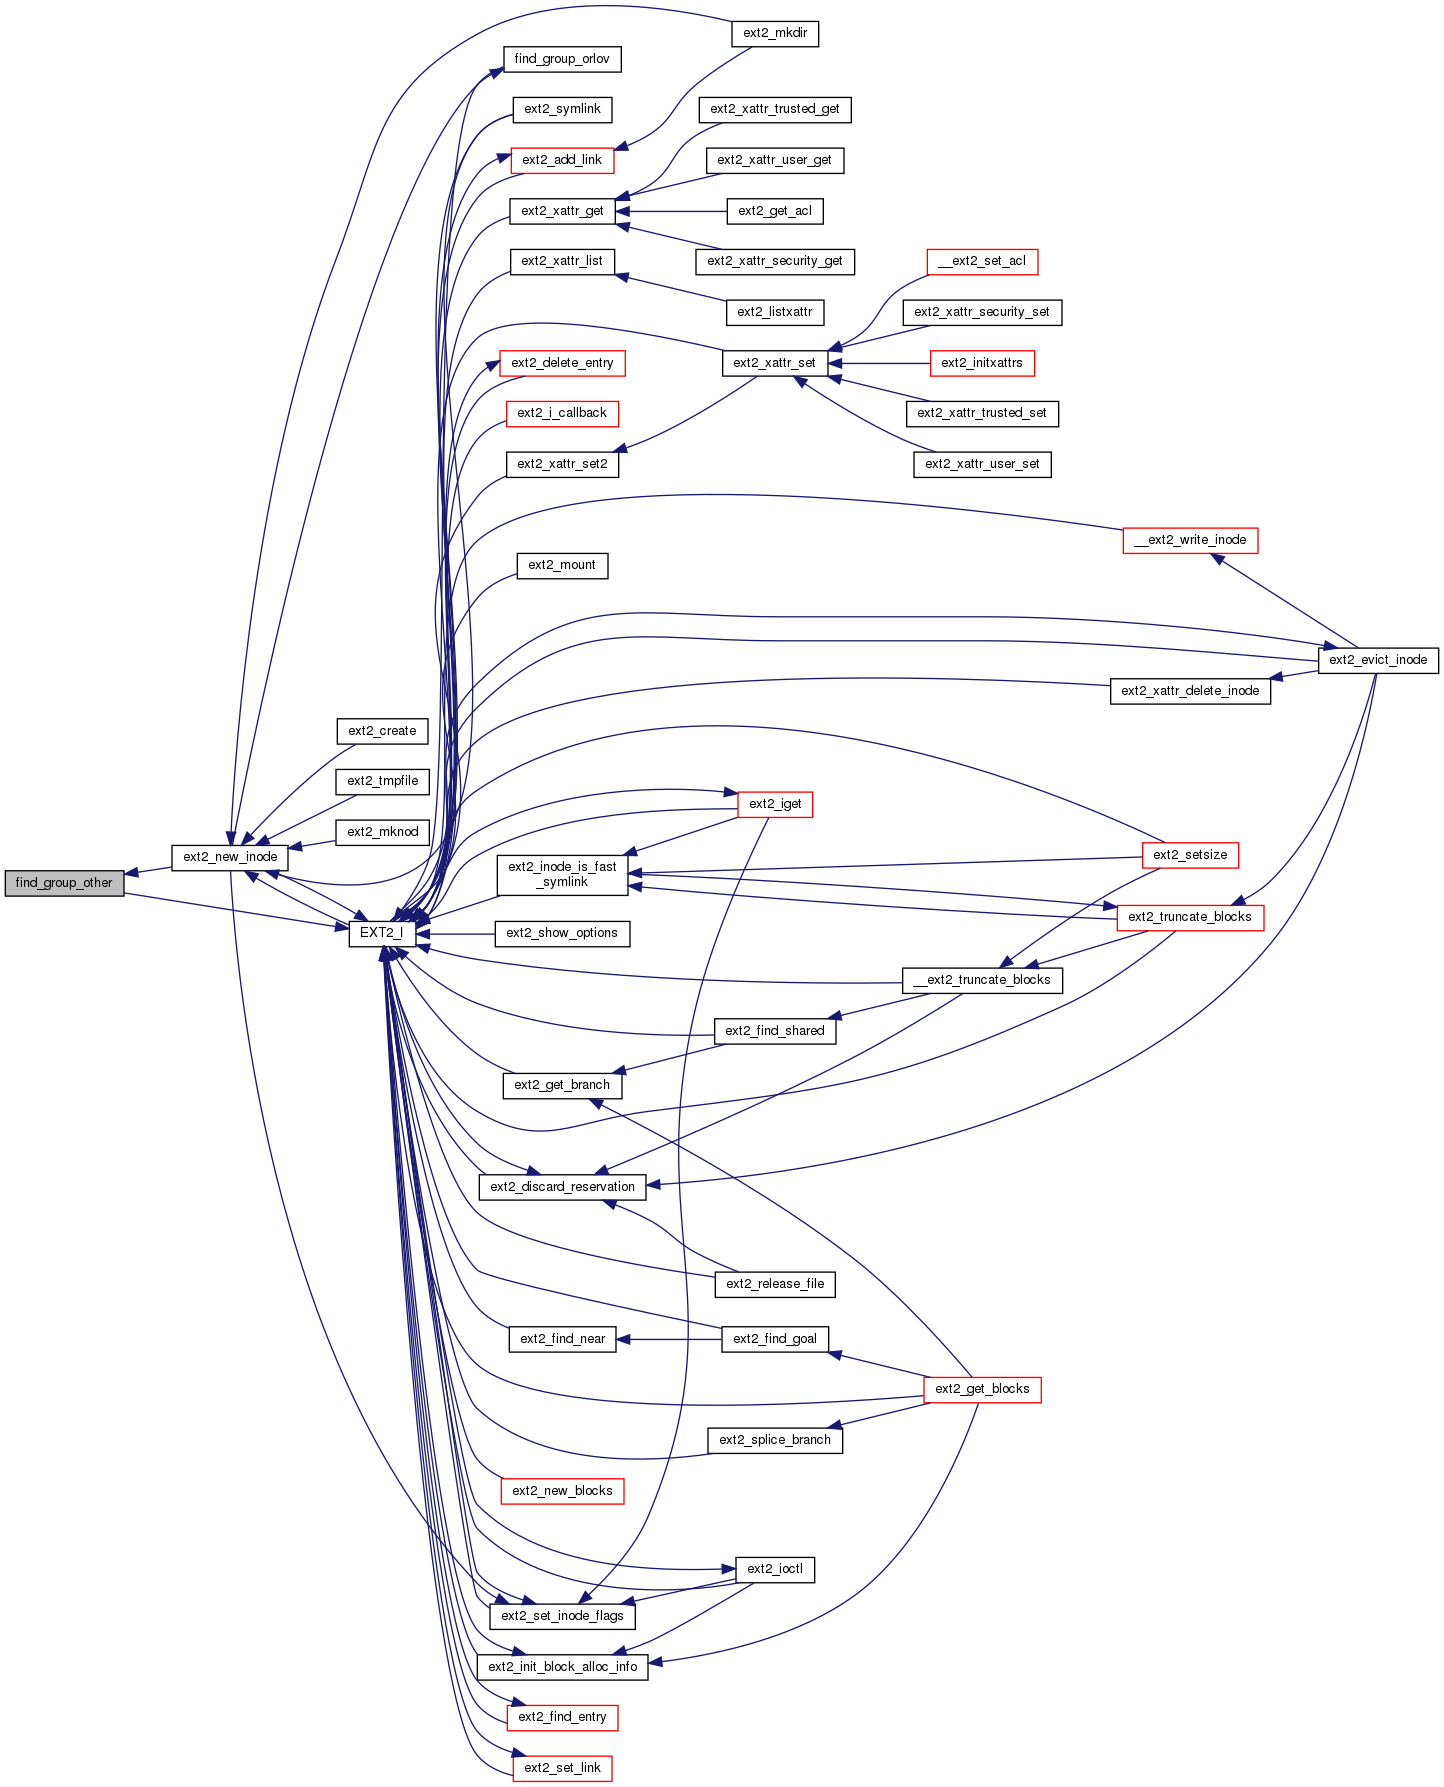 ext2_mkdir
find_group_orlov
ext2_symlink
ext2_xattr_trusted_get
ext2_add_link
ext2_xattr_user_get
ext2_xattr_get
ext2_get_acl
ext2_xattr_list
ext2_xattr_security_get
__ext2_set_acl
ext2_listxattr
ext2_xattr_security_set
ext2_delete_entry
ext2_xattr_set
ext2_initxattrs
ext2_i_callback
ext2_xattr_trusted_set
ext2_xattr_set2
ext2_xattr_user_set
__ext2_write_inode
ext2_mount
ext2_evict_inode
ext2_xattr_delete_inode
ext2_create
ext2_tmpfile
ext2_iget
ext2_mknod
ext2_new_inode
ext2_setsize
ext2_inode_is_fast
_symlink
find_group_other
ext2_truncate_blocks
EXT2_I
ext2_show_options
__ext2_truncate_blocks
ext2_find_shared
ext2_get_branch
ext2_discard_reservation
ext2_release_file
ext2_find_near
ext2_find_goal
ext2_get_blocks
ext2_splice_branch
ext2_new_blocks
ext2_ioctl
ext2_set_inode_flags
ext2_init_block_alloc_info
ext2_find_entry
ext2_set_link